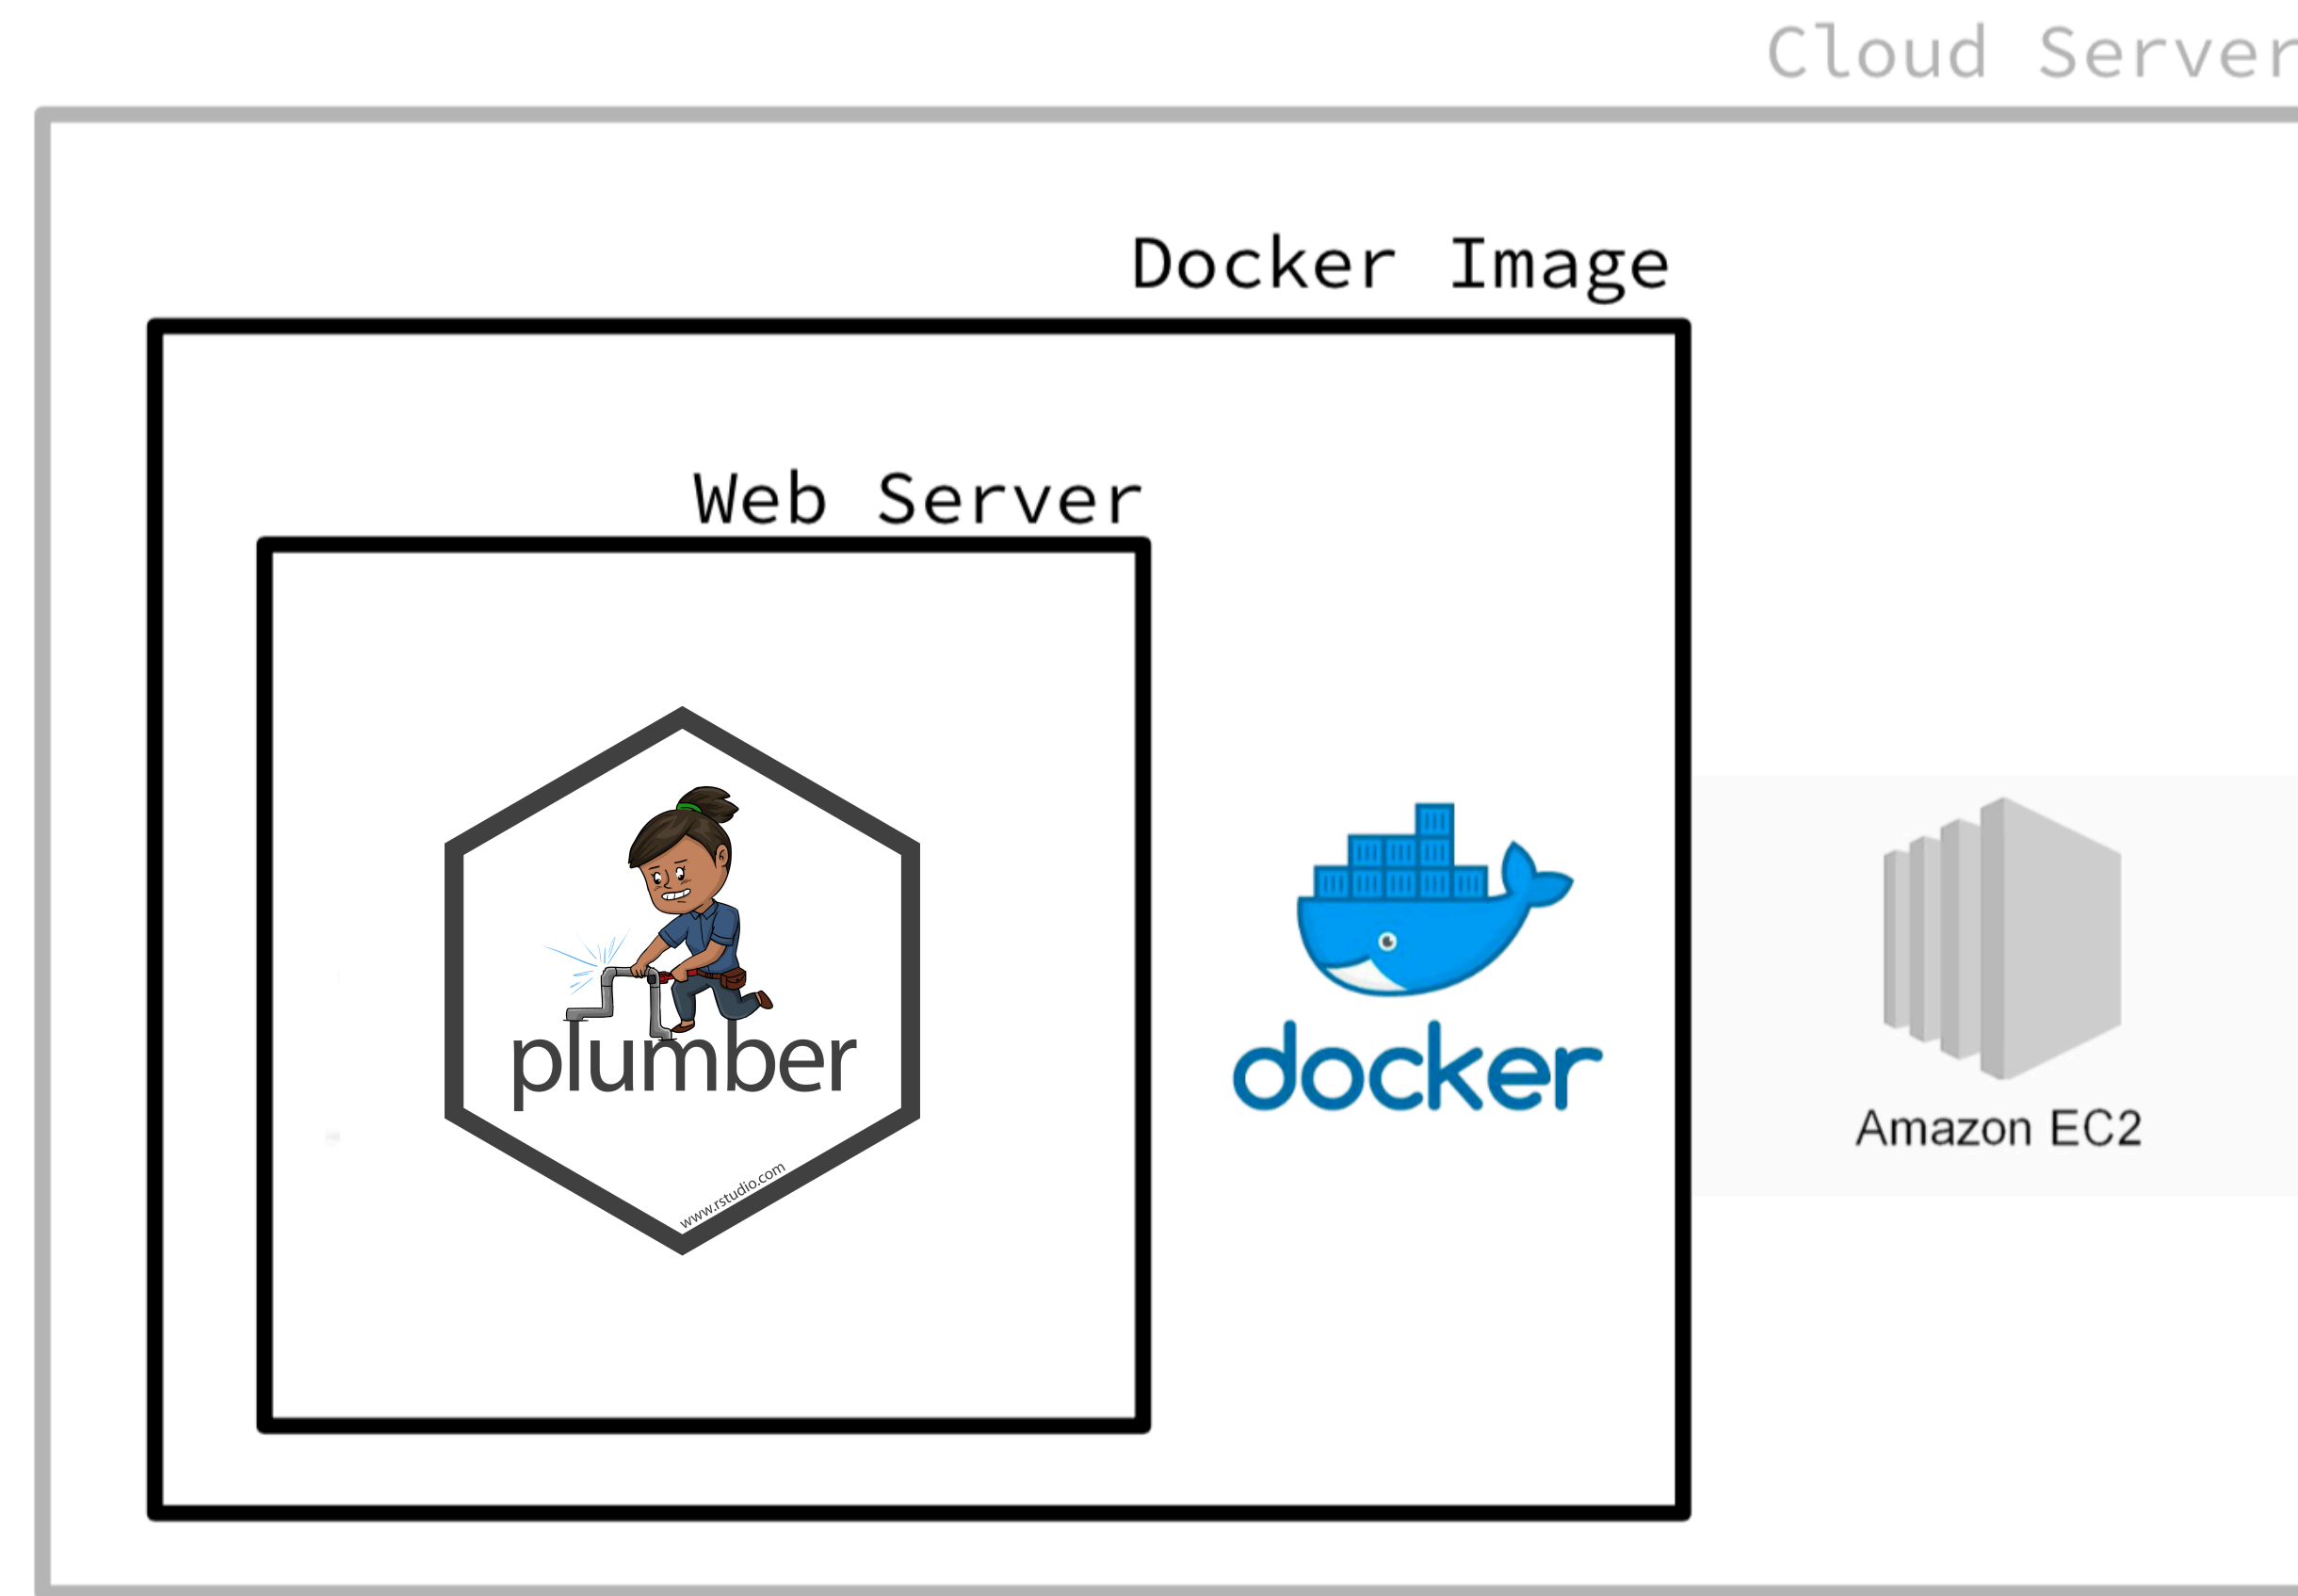 Cloud Server
Docker Image
Web Server
plumber
www.rstudio.com
docker
Amazon EC2